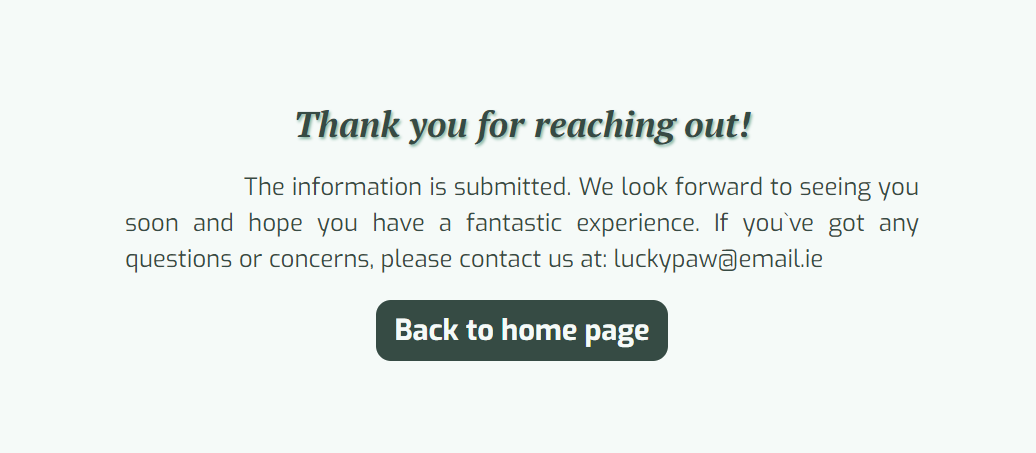 Thank you for reaching out!
The information is submitted. We look forward to seeing you
soon and hope you have a fantastic experience. If you`ve got any
questions or concerns, please contact us at: luckypaw@email.ie
Back to home page